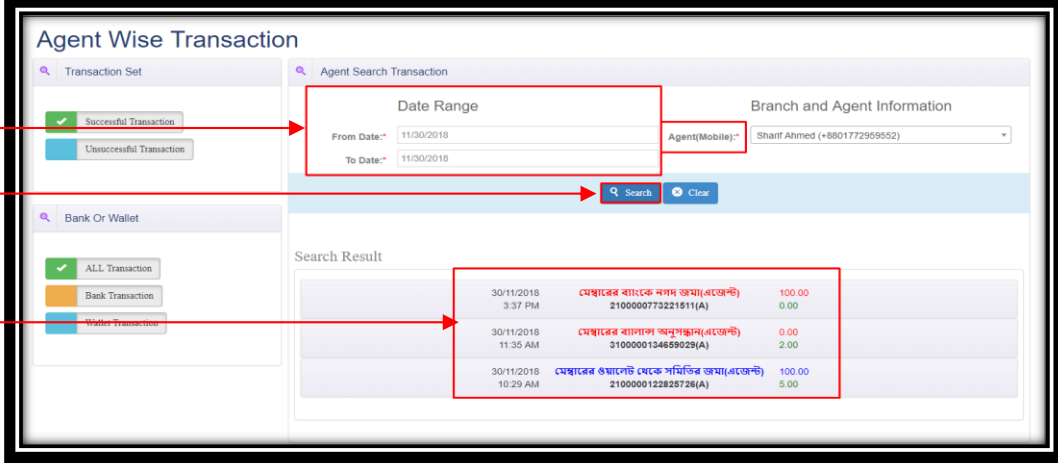 Agent Wise Transaction
Transaction Set
Successful Transaction
Unsuccessful Transaction
Bank Or Wallet
ALL Transaction
Bank Transaction
Wallet Transaction
Agent Search Transaction
Date Range
From Date:* 11/30/2018
To Date:* 11/30/2018
Branch and Agent Information
Agent(Mobile):* Sharif Ahmed (+8801772959552)
Search Clear
Search Result
30/11/2018 মেম্বারের ব্যাংকে নগদ জমা(এজেন্ট) 100.00
3:37 PM 2100000773221511(A) 0.00
30/11/2018 মেম্বারের ব্যালান্স অনুসন্ধান(এজেন্ট) 0.00
11:35 AM 3100000134659029(A) 2.00
30/11/2018 মেম্বারের ওয়ালেট থেকে সমিতির জমা(এজেন্ট) 100.00
10:29 AM 2100000122825726(A) 5.00